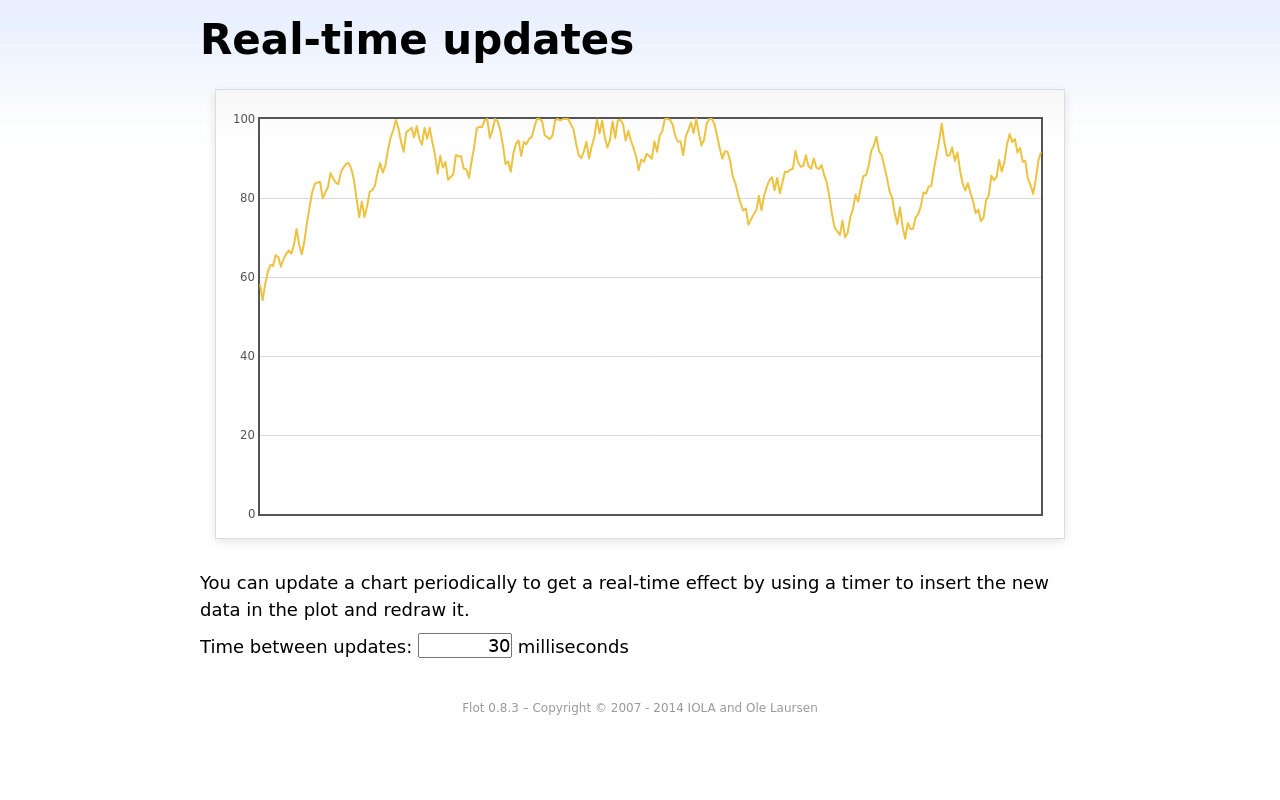 Real-time updates
100
80
60
40
20
0
You can update a chart periodically to get a real-time effect by using a timer to insert the new
data in the plot and redraw it.
Time between updates: 30 milliseconds
Flot 0.8.3 – Copyright © 2007 - 2014 IOLA and Ole Laursen